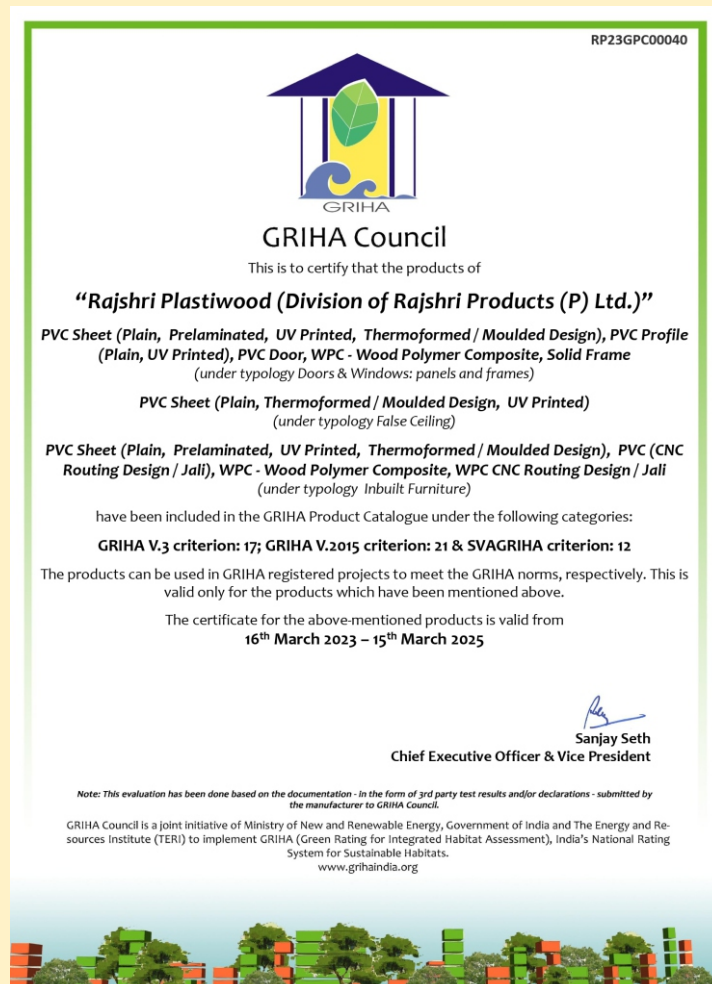 RP23GPC00040
GRIHA
GRIHA Council
This is to certify that the products of
“Rajshri Plastiwood (Division of Rajshri Products (P) Ltd.)”
PVC Sheet (Plain, Prelaminated, UV Printed, Thermoformed / Moulded Design), PVC Profile
(Plain, UV Printed), PVC Door, WPC - Wood Polymer Composite, Solid Frame
(under typology Doors & Windows: panels and frames)
PVC Sheet (Plain, Thermoformed / Moulded Design, UV Printed)
(under typology False Ceiling)
PVC Sheet (Plain, Prelaminated, UV Printed, Thermoformed / Moulded Design), PVC (CNC
Routing Design / Jali), WPC - Wood Polymer Composite, WPC CNC Routing Design / Jali
(under typology Inbuilt Furniture)
have been included in the GRIHA Product Catalogue under the following categories:
GRIHA V.3 criterion: 17; GRIHA V.2015 criterion: 21 & SVAGRIHA criterion: 12
The products can be used in GRIHA registered projects to meet the GRIHA norms, respectively. This is
valid only for the products which have been mentioned above.
The certificate for the above-mentioned products is valid from
16th March 2023 – 15th March 2025
Sanjay Seth
Chief Executive Officer & Vice President
Note: This evaluation has been done based on the documentation - in the form of 3rd party test results and/or declarations - submitted by
the manufacturer to GRIHA Council.
GRIHA Council is a joint initiative of Ministry of New and Renewable Energy, Government of India and The Energy and Re-
sources Institute (TERI) to implement GRIHA (Green Rating for Integrated Habitat Assessment), India’s National Rating
System for Sustainable Habitats.
www.grihaindia.org